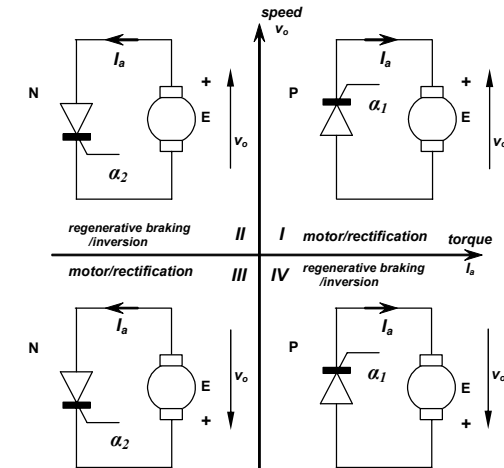 speed
v₀
Iₐ
N
+
E
vₒ
α₂
Iₐ
P
+
E
vₒ
α₁
regenerative braking
/inversion
II
I
motor/rectification
torque
Iₐ
motor/rectification
III
IV
regenerative braking
/inversion
Iₐ
N
E
vₒ
α₂
+
Iₐ
P
E
vₒ
α₁
+